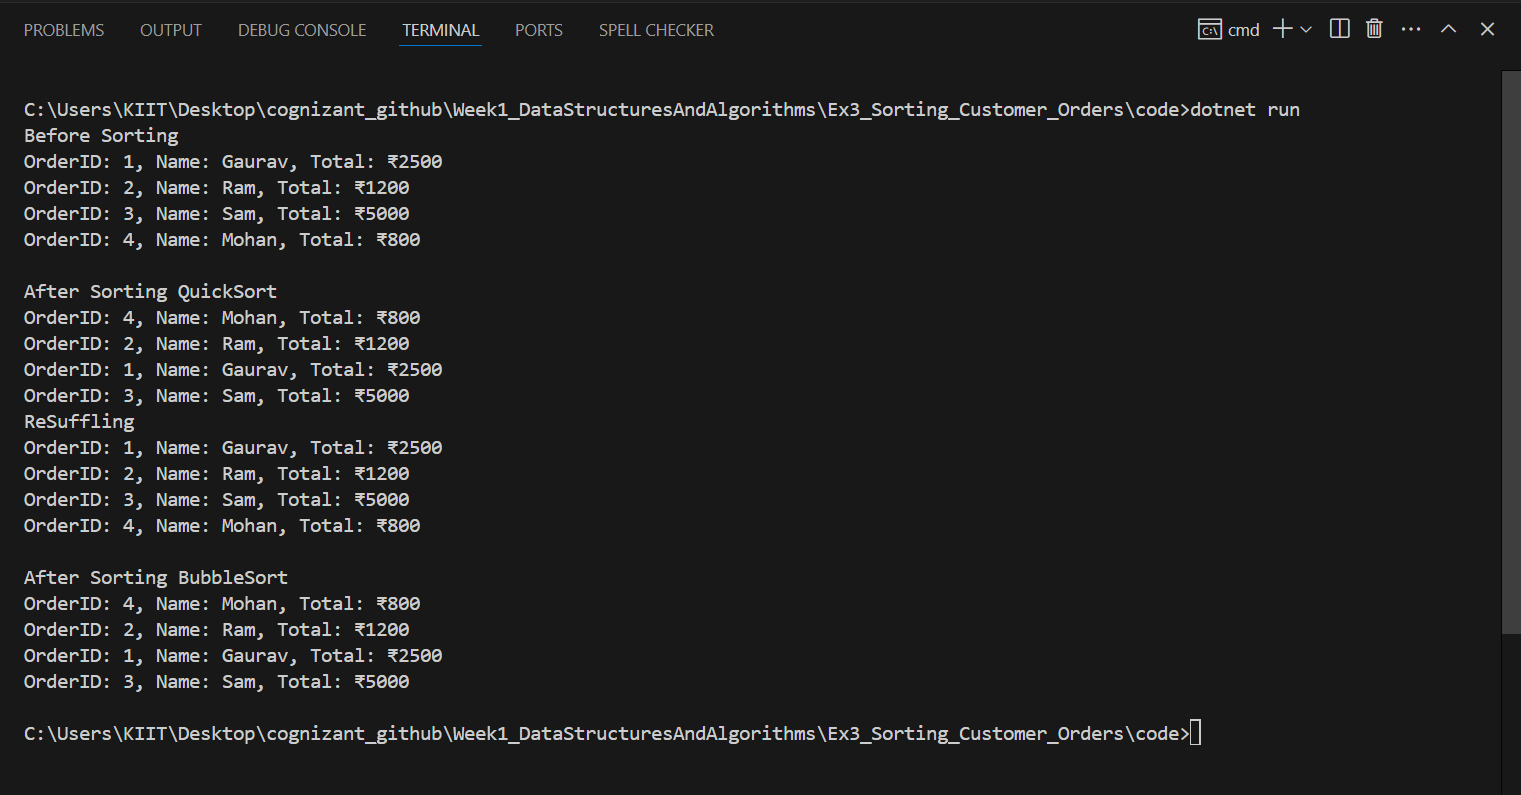 PROBLEMS OUTPUT DEBUG CONSOLE TERMINAL PORTS SPELL CHECKER cmd
C:\Users\KIIT\Desktop\cognizant_github\Week1_DataStructuresAndAlgorithms\Ex3_Sorting_Customer_Orders\code>dotnet run
Before Sorting
OrderID: 1, Name: Gaurav, Total: ₹2500
OrderID: 2, Name: Ram, Total: ₹1200
OrderID: 3, Name: Sam, Total: ₹5000
OrderID: 4, Name: Mohan, Total: ₹800
After Sorting QuickSort
OrderID: 4, Name: Mohan, Total: ₹800
OrderID: 2, Name: Ram, Total: ₹1200
OrderID: 1, Name: Gaurav, Total: ₹2500
OrderID: 3, Name: Sam, Total: ₹5000
ReSuffling
OrderID: 1, Name: Gaurav, Total: ₹2500
OrderID: 2, Name: Ram, Total: ₹1200
OrderID: 3, Name: Sam, Total: ₹5000
OrderID: 4, Name: Mohan, Total: ₹800
After Sorting BubbleSort
OrderID: 4, Name: Mohan, Total: ₹800
OrderID: 2, Name: Ram, Total: ₹1200
OrderID: 1, Name: Gaurav, Total: ₹2500
OrderID: 3, Name: Sam, Total: ₹5000
C:\Users\KIIT\Desktop\cognizant_github\Week1_DataStructuresAndAlgorithms\Ex3_Sorting_Customer_Orders\code>